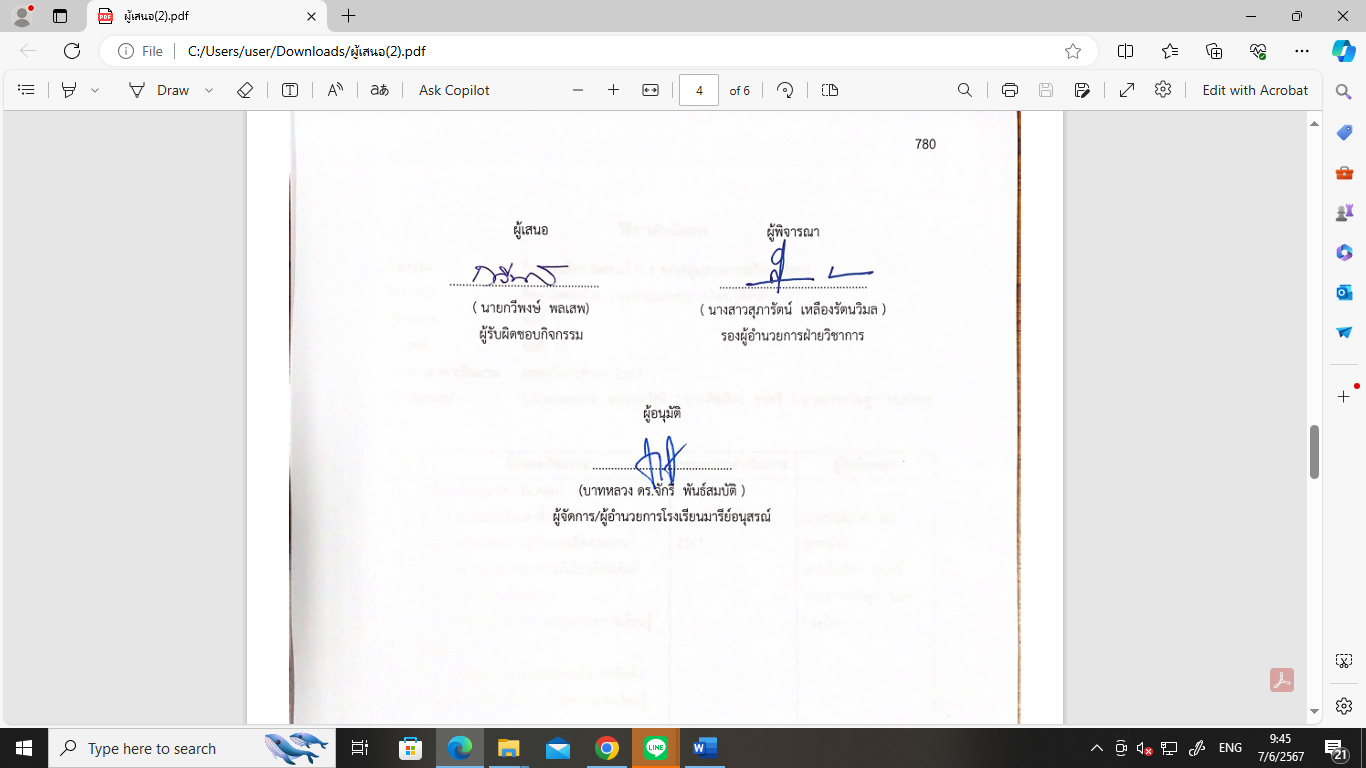 ผู้เสนอ(2).pdf
File
C:/Users/user/Downloads/ผู้เสนอ(2).pdf
Draw
Ask Copilot
4 of 6
Edit with Acrobat
780
ผู้เสนอ ผู้พิจารณา
( นายกวีพงษ์ พลเสพ) ( นางสาวสุภารัตน์ เหลืองรัตนวิมล )
ผู้รับผิดชอบกิจกรรม รองผู้อำนวยการฝ่ายวิชาการ
ผู้อนุมัติ
(บาทหลวง ดร.จักรี พันธ์สมบัติ )
ผู้จัดการ/ผู้อำนวยการโรงเรียนมารีย์อนุสรณ์
Type here to search
ENG
9:45
7/6/2567
21